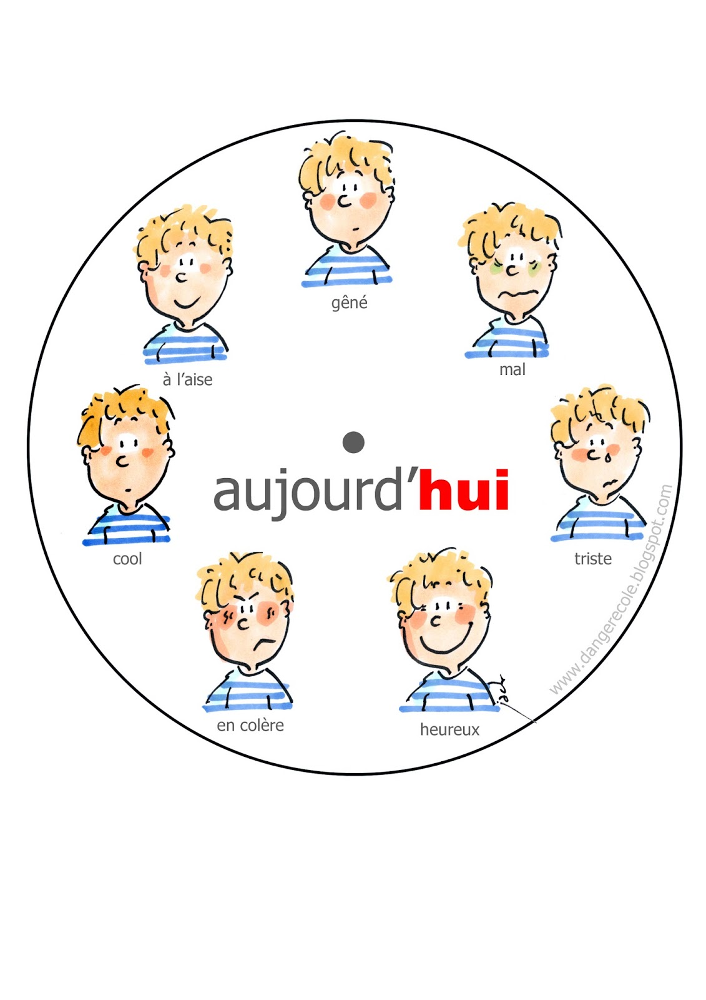 gêné
mal
à l’aise
aujourd’hui
cool
triste
en colère
heureux
www.dangerecole.blogspot.com